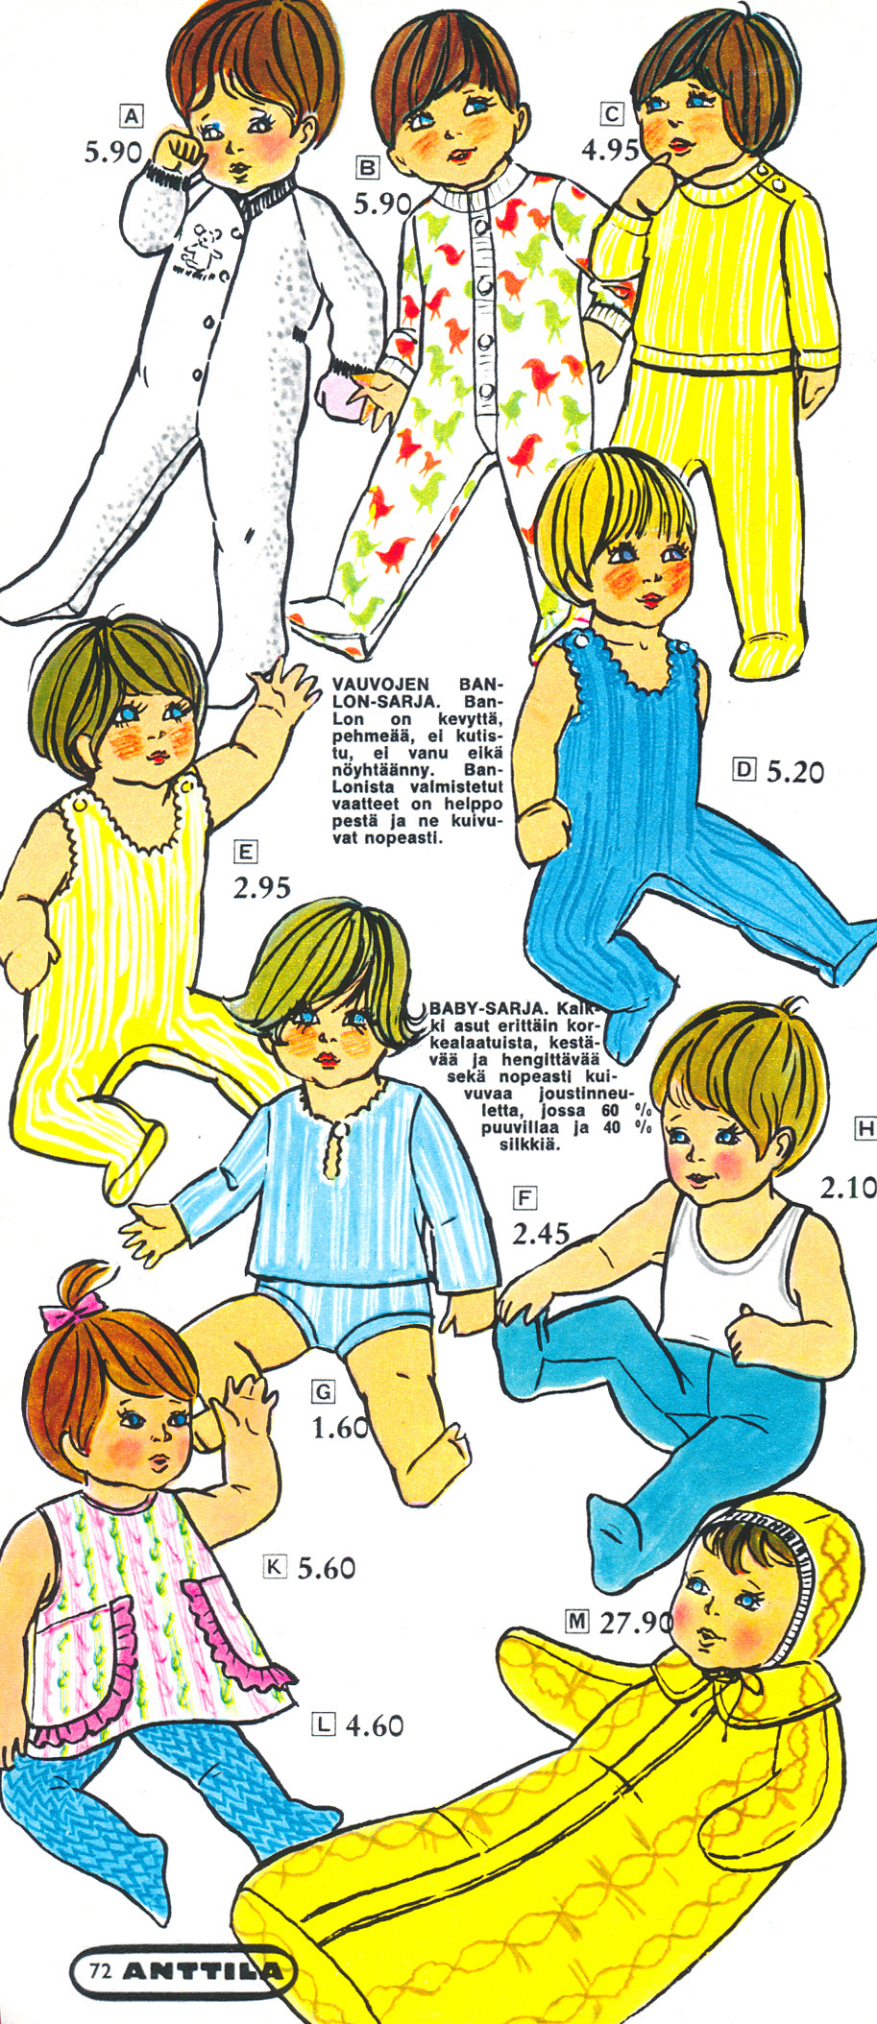 A
5.90
B
5.90
C
4.95
VAUVOJEN BAN-
LON-SARJA. Ban-
Lon on kevyttä,
pehmeää, ei kutis-
tu, ei vanu eikä
nöyhtäänny. Ban-
Lonista valmistetut
vaatteet on helppo
pestä ja ne kuivu-
vat nopeasti.
D 5.20
E
2.95
BABY-SARJA. Kaik-
ki asut erittäin kor-
kealaatuista, kestä-
vää ja hengittävää
sekä nopeasti kui-
vuvaa joustinneu-
letta, jossa 60 %
puuvillaa ja 40 %
silkkiä.
H
2.10
F
2.45
G
1.60
K 5.60
M 27.90
L 4.60
72 ANTTILA